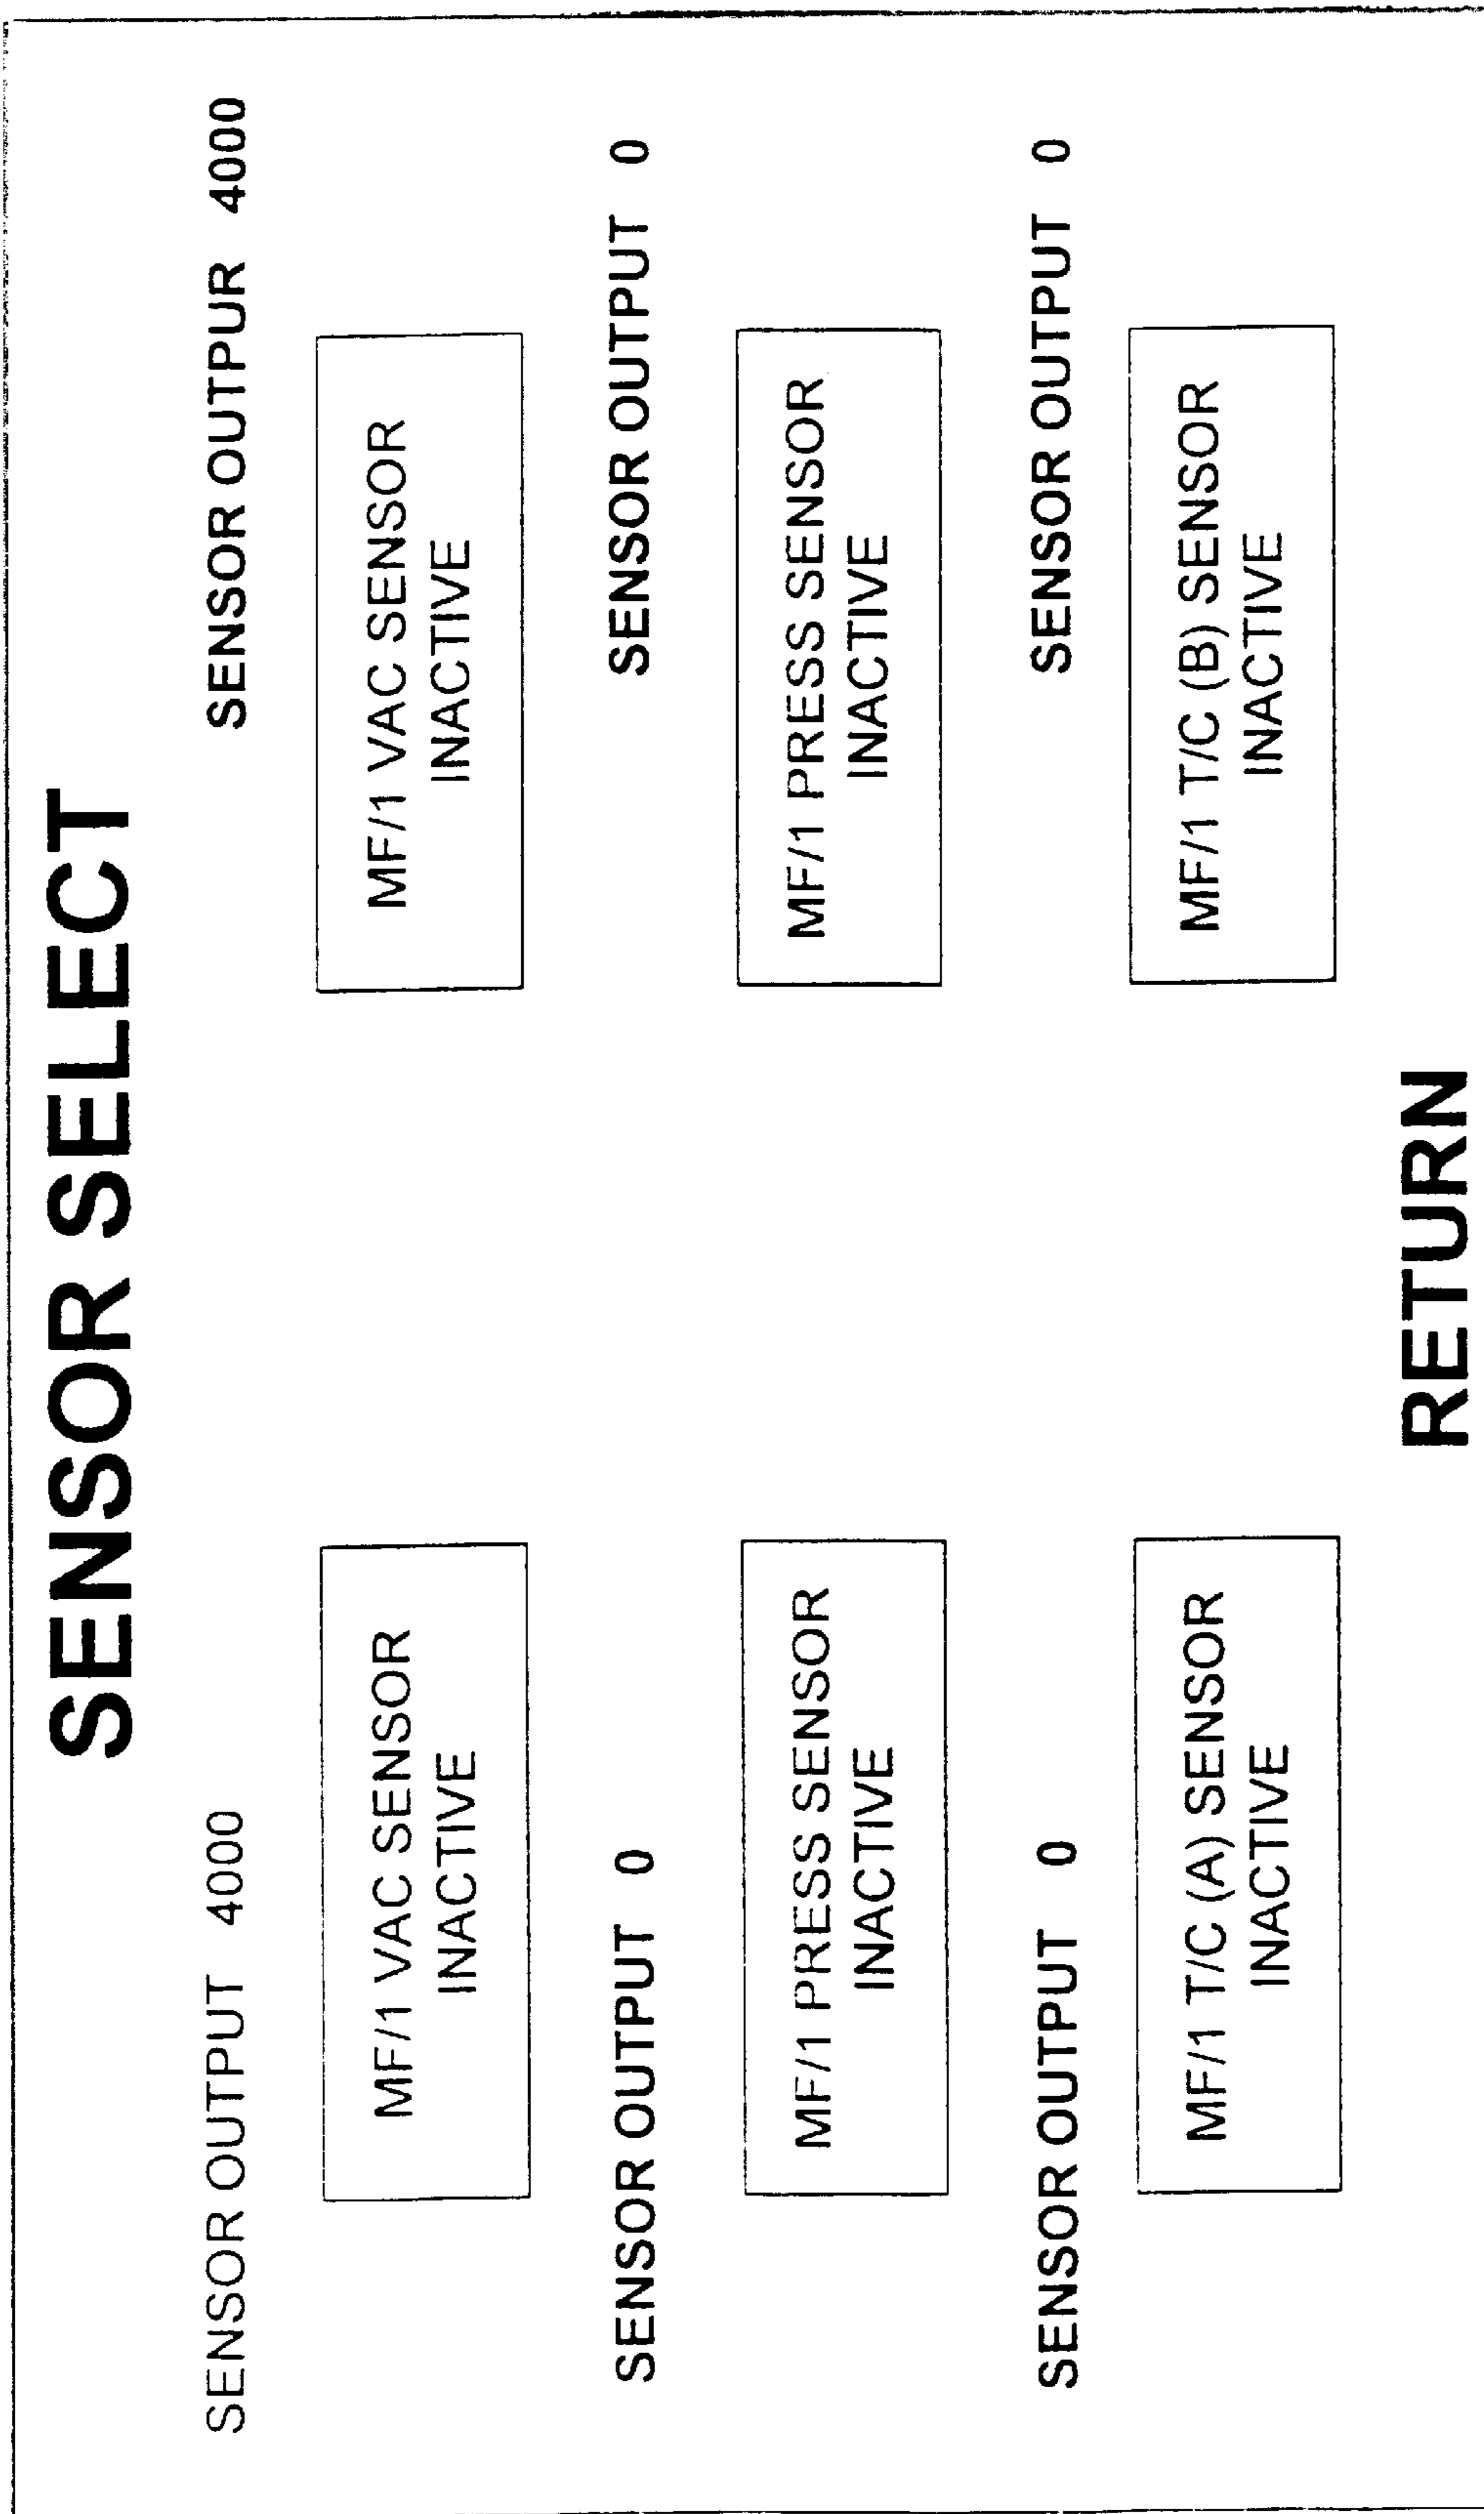 SENSOR SELECT
SENSOR OUTPUT 4000
SENSOR OUTPUR 4000
MF/1 VAC SENSOR
INACTIVE
MF/1 VAC SENSOR
INACTIVE
SENSOR OUTPUT 0
SENSOR OUTPUT 0
MF/1 PRESS SENSOR
INACTIVE
MF/1 PRESS SENSOR
INACTIVE
SENSOR OUTPUT 0
SENSOR OUTPUT 0
MF/1 T/C (A) SENSOR
INACTIVE
MF/1 T/C (B) SENSOR
INACTIVE
RETURN